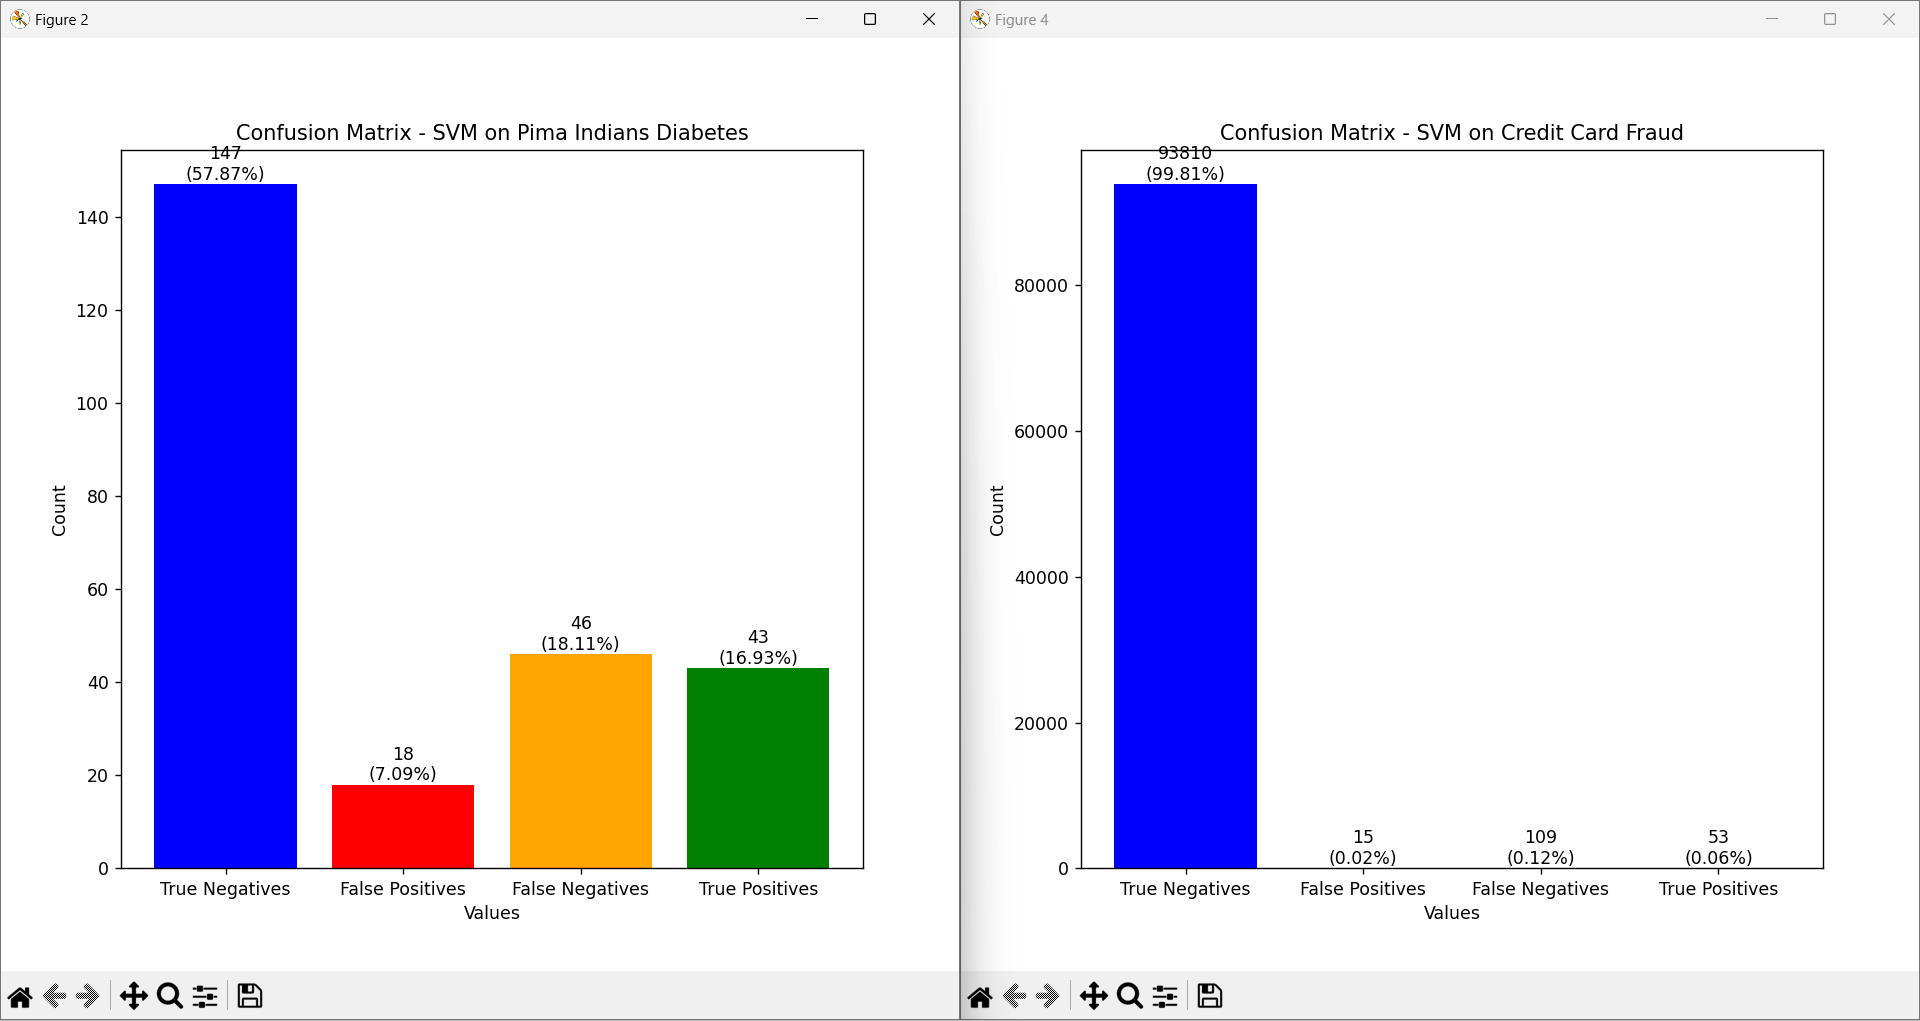 Figure 2
Confusion Matrix - SVM on Pima Indians Diabetes
147
(57.87%)
140
120
100
80
60
40
20
0
Count
18
(7.09%)
46
(18.11%)
43
(16.93%)
True Negatives
False Positives
False Negatives
True Positives
Values
Figure 4
Confusion Matrix - SVM on Credit Card Fraud
93810
(99.81%)
80000
60000
40000
20000
0
Count
15
(0.02%)
109
(0.12%)
53
(0.06%)
True Negatives
False Positives
False Negatives
True Positives
Values